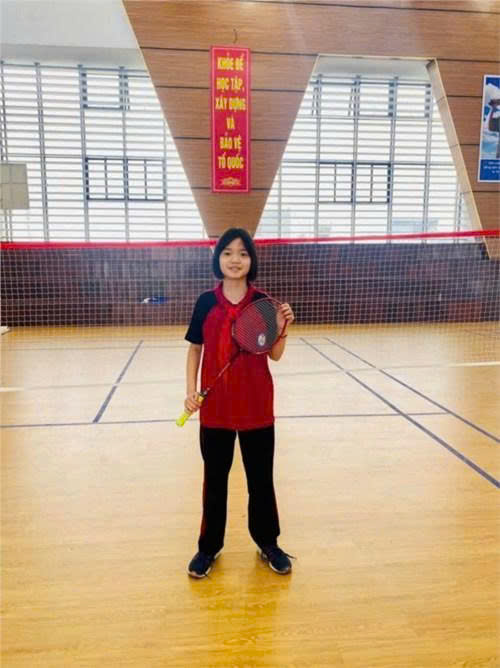 KHỎE ĐỂ
HỌC TẬP,
XÂY DỰNG
VÀ
BẢO VỆ
TỔ QUỐC